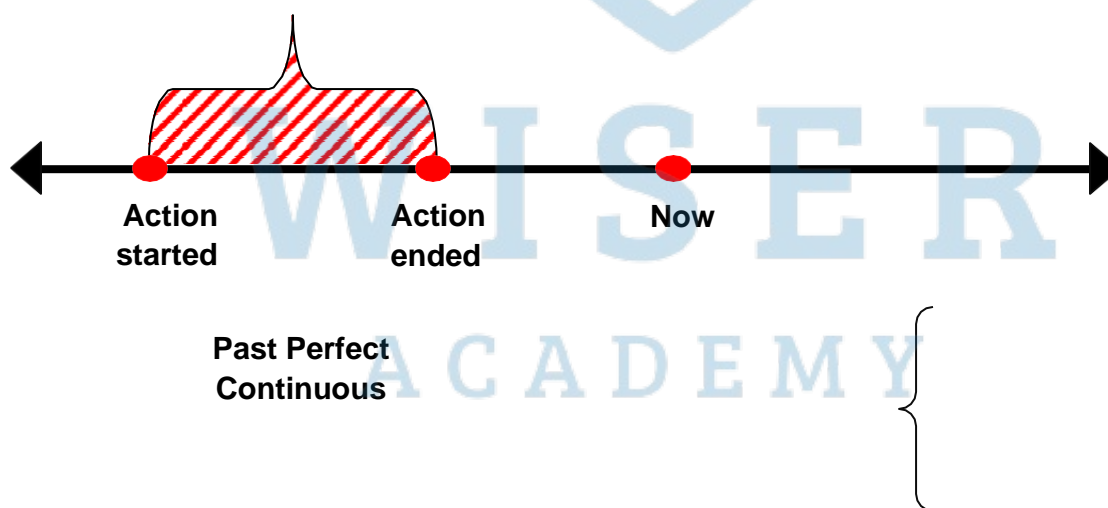 WISER
Action
started
Action
ended
Now
Past Perfect
Continuous
ACADEMY